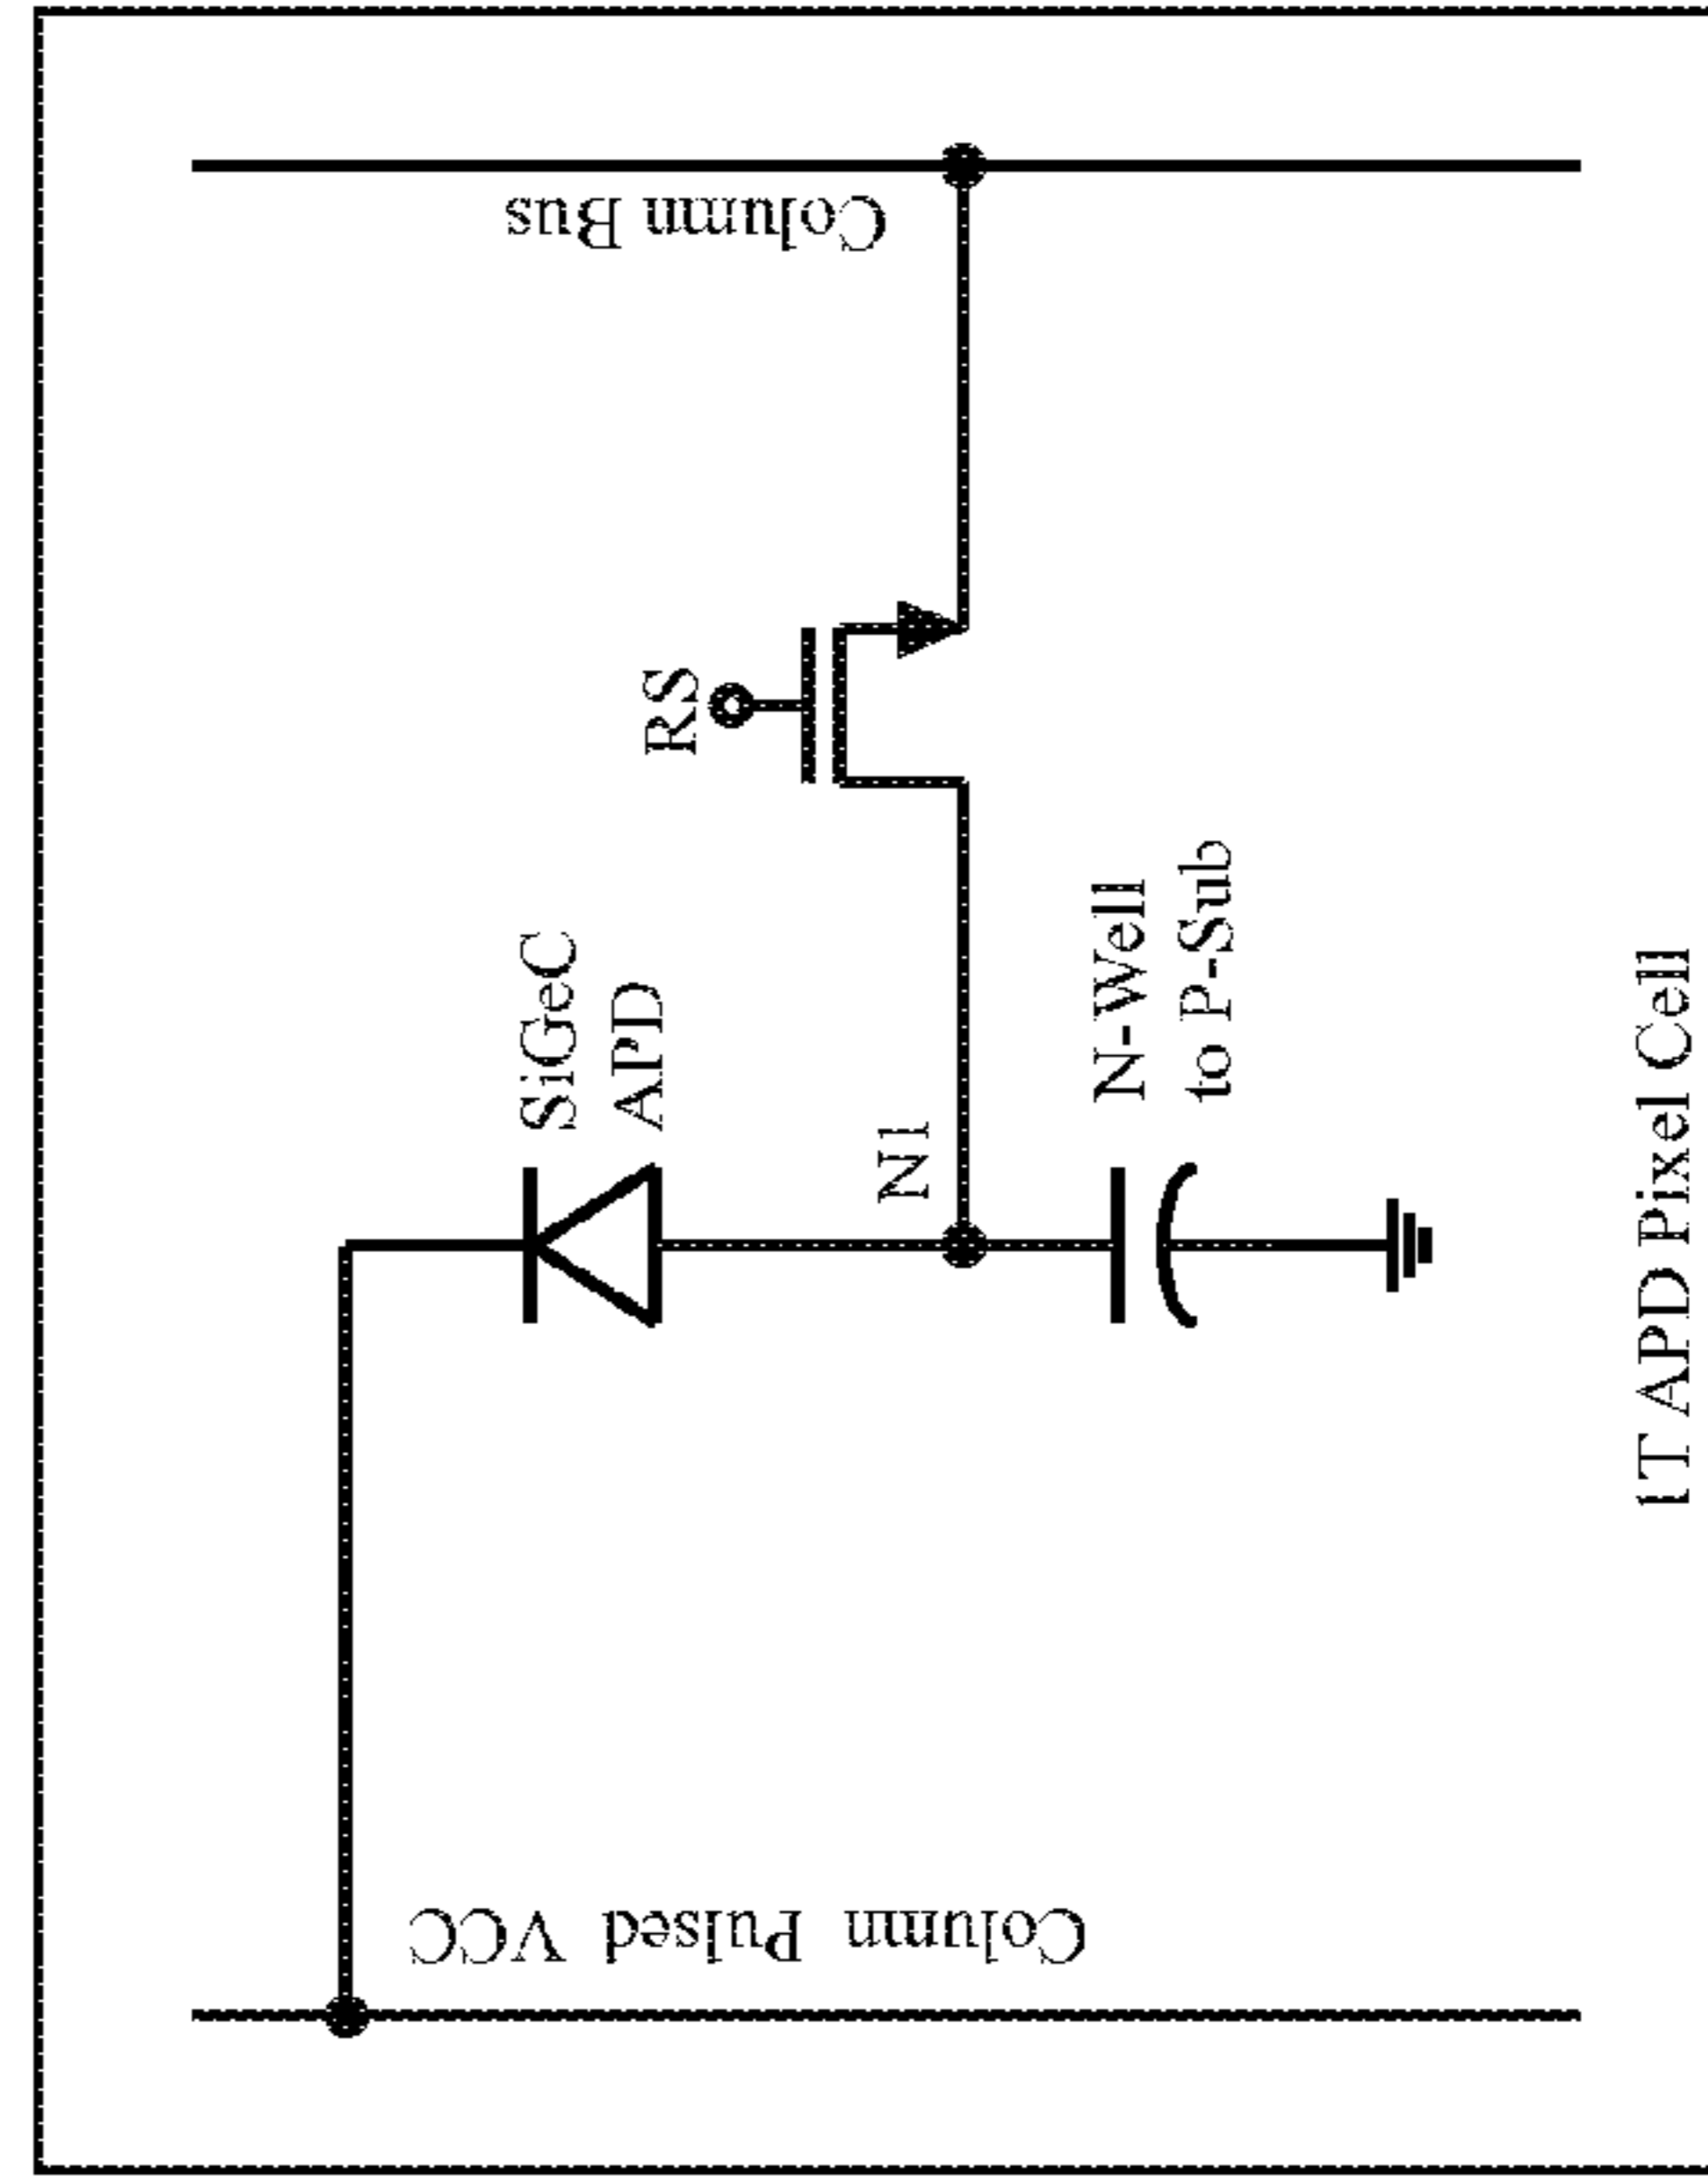 Column Pulsed VCC
SiGeC
APD
N1
N-Well
to P-Sub
RS
Column Bus
1T APD Pixel Cell